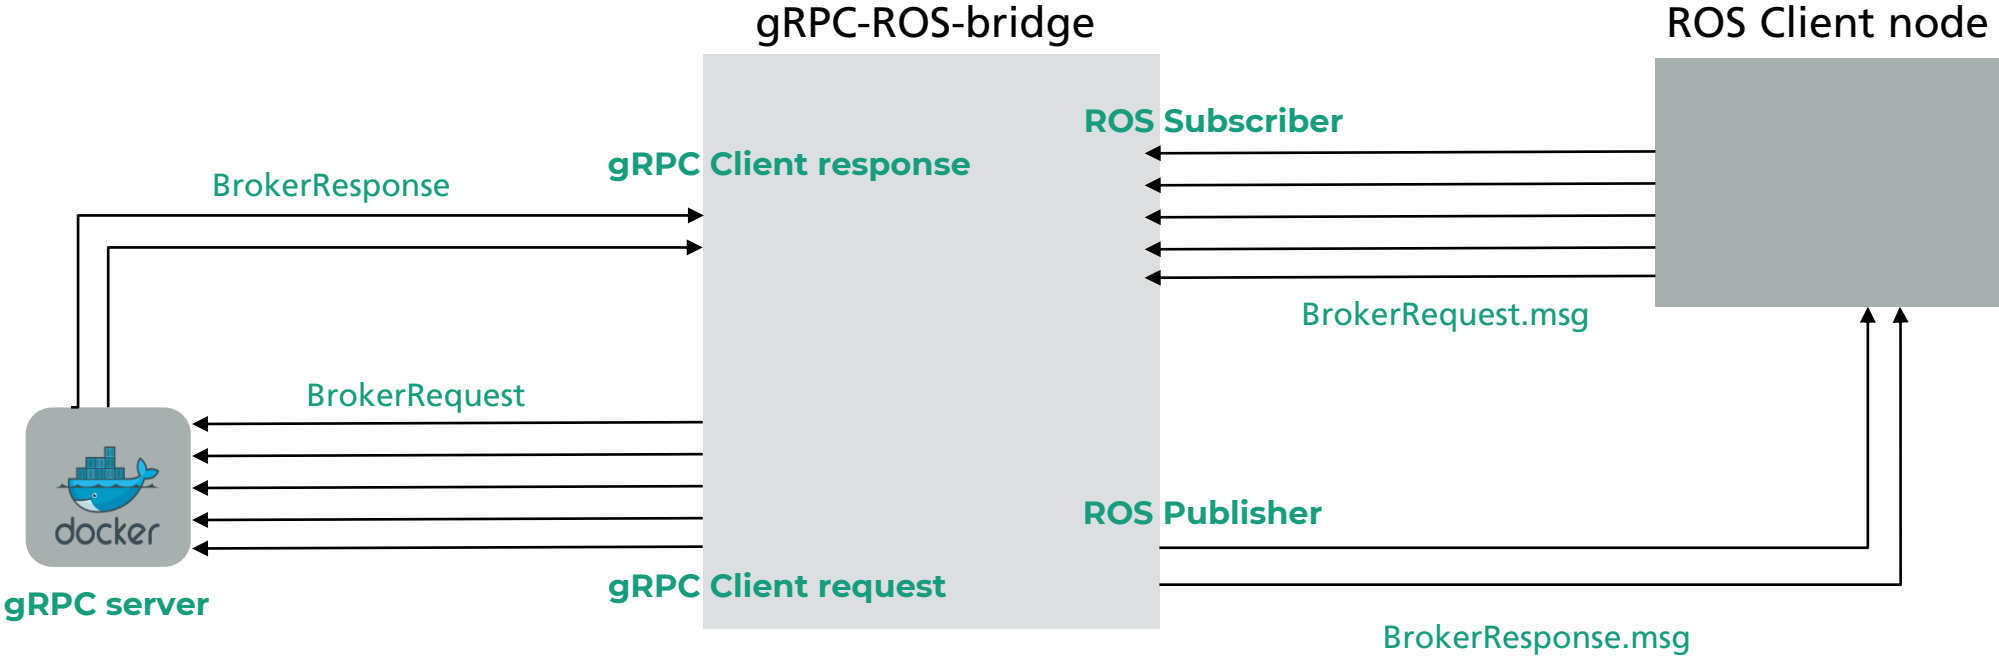 gRPC-ROS-bridge
ROS Client node
ROS Subscriber
gRPC Client response
BrokerResponse
BrokerRequest.msg
BrokerRequest
docker
ROS Publisher
gRPC Client request
gRPC server
BrokerResponse.msg